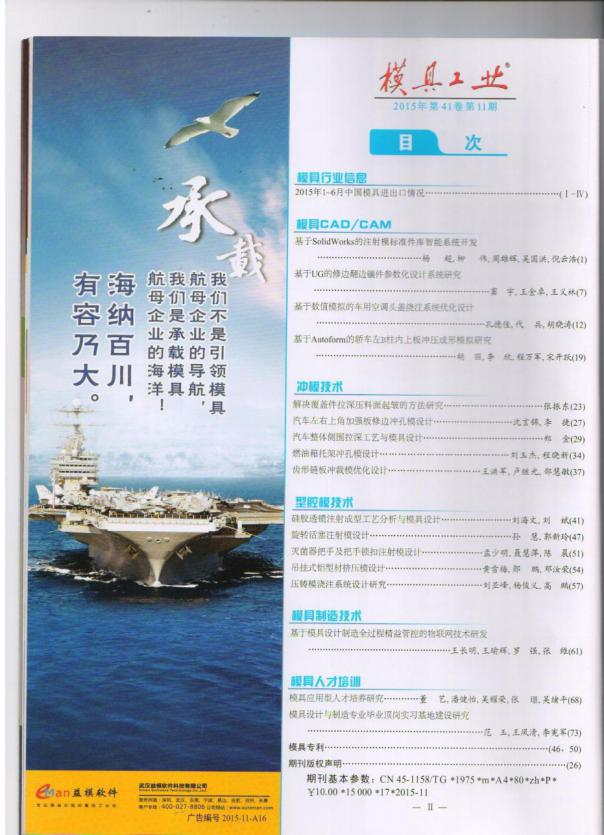 承载
我们不是引领模具
航母企业的导航，
我们是承载模具
航母企业的海洋！
海纳百川，
有容乃大。
eMan益模软件
武汉益模软件科技有限公司
400-027-8806
广告编号 2015-11-A16
模具工业®
2015年第41卷第11期
目 次
模具行业信息
2015年1~6月中国模具进出口情况……(Ⅰ-Ⅳ)
模具CAD/CAM
基于SolidWorks的注射模标准件库智能系统开发
……杨 超,柳 伟,周雄辉,吴国洪,倪云浩(1)
基于UG的修边翻边镶件参数化设计系统研究
……窦 宇,王金卓,王义林(7)
基于数值模拟的车用空调头盖浇注系统优化设计
……孔德佳,代 兵,胡晓涛(12)
基于Autoform的轿车左B柱内上板冲压成形模拟研究
……胡 丽,李 欣,程万军,宋开跃(19)
冲模技术
解决覆盖件拉深压料面起皱的方法研究……张振东(23)
汽车左右上角加强板修边冲孔模设计……沈言锦,李 捷(27)
汽车整体侧围拉深工艺与模具设计……郑 金(29)
燃油箱托架冲孔模设计……刘玉杰,程晓新(34)
齿形链板冲裁模优化设计……王洪军,卢继光,邵慧敏(37)
型腔模技术
硅胶透镜注射成型工艺分析与模具设计……刘海文,刘 斌(41)
旋转活塞注射模设计……孙 慧,郭新玲(47)
灭菌器把手及把手锁扣注射模设计……孟少明,聂慧萍,陈 晨(51)
吊挂式铝型材挤压模设计……黄雪梅,邱 鹏,邓汝荣(54)
压铸模浇注系统设计研究……刘亚峰,杨俊义,高 鹏(57)
模具制造技术
基于模具设计制造全过程精益管控的物联网技术研发
……王长明,王瑜辉,罗 强,张 维(61)
模具人才培训
模具应用型人才培养研究……董 艺,潘健怡,吴耀荣,张 琨,吴绪平(68)
模具设计与制造专业毕业顶岗实习基地建设研究
……范 玉,王凤清,李宪军(73)
模具专利……(46, 50)
期刊版权声明……(26)
期刊基本参数: CN 45-1158/TG *1975 *m*A4*80*zh*P*
¥10.00 *15 000 *17 *2015-11
— Ⅱ —